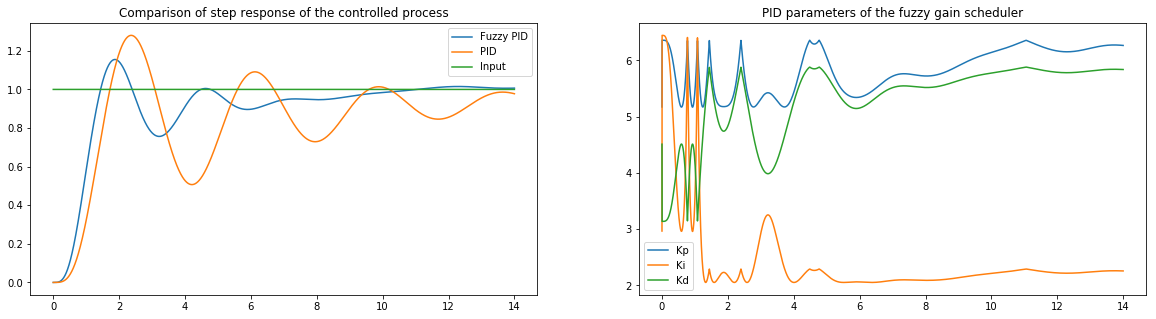 Comparison of step response of the controlled process
Fuzzy PID
PID
Input
1.2
1.0
0.8
0.6
0.4
0.2
0.0
0 2 4 6 8 10 12 14
PID parameters of the fuzzy gain scheduler
6
5
4
3
2
Kp
Ki
Kd
0 2 4 6 8 10 12 14